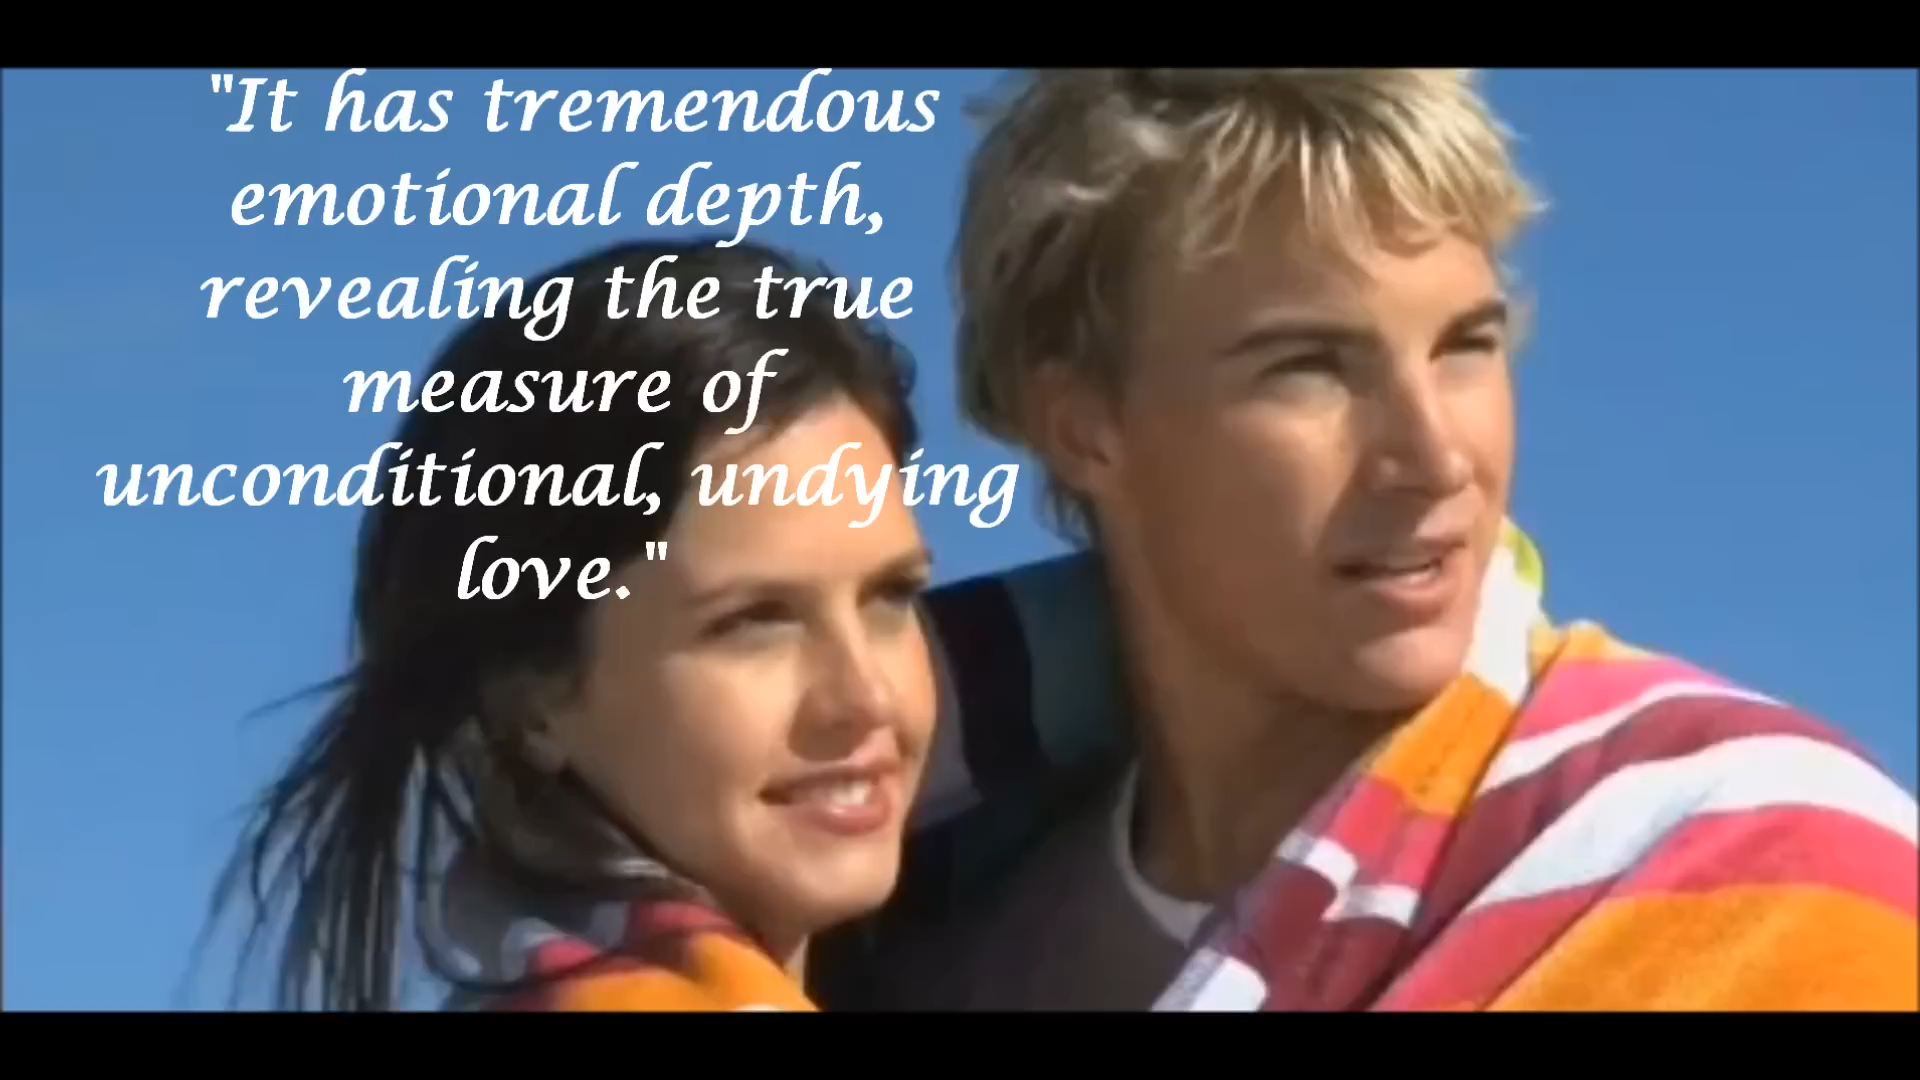 "It has tremendous
emotional depth,
revealing the true
measure of
unconditional, undying
love."